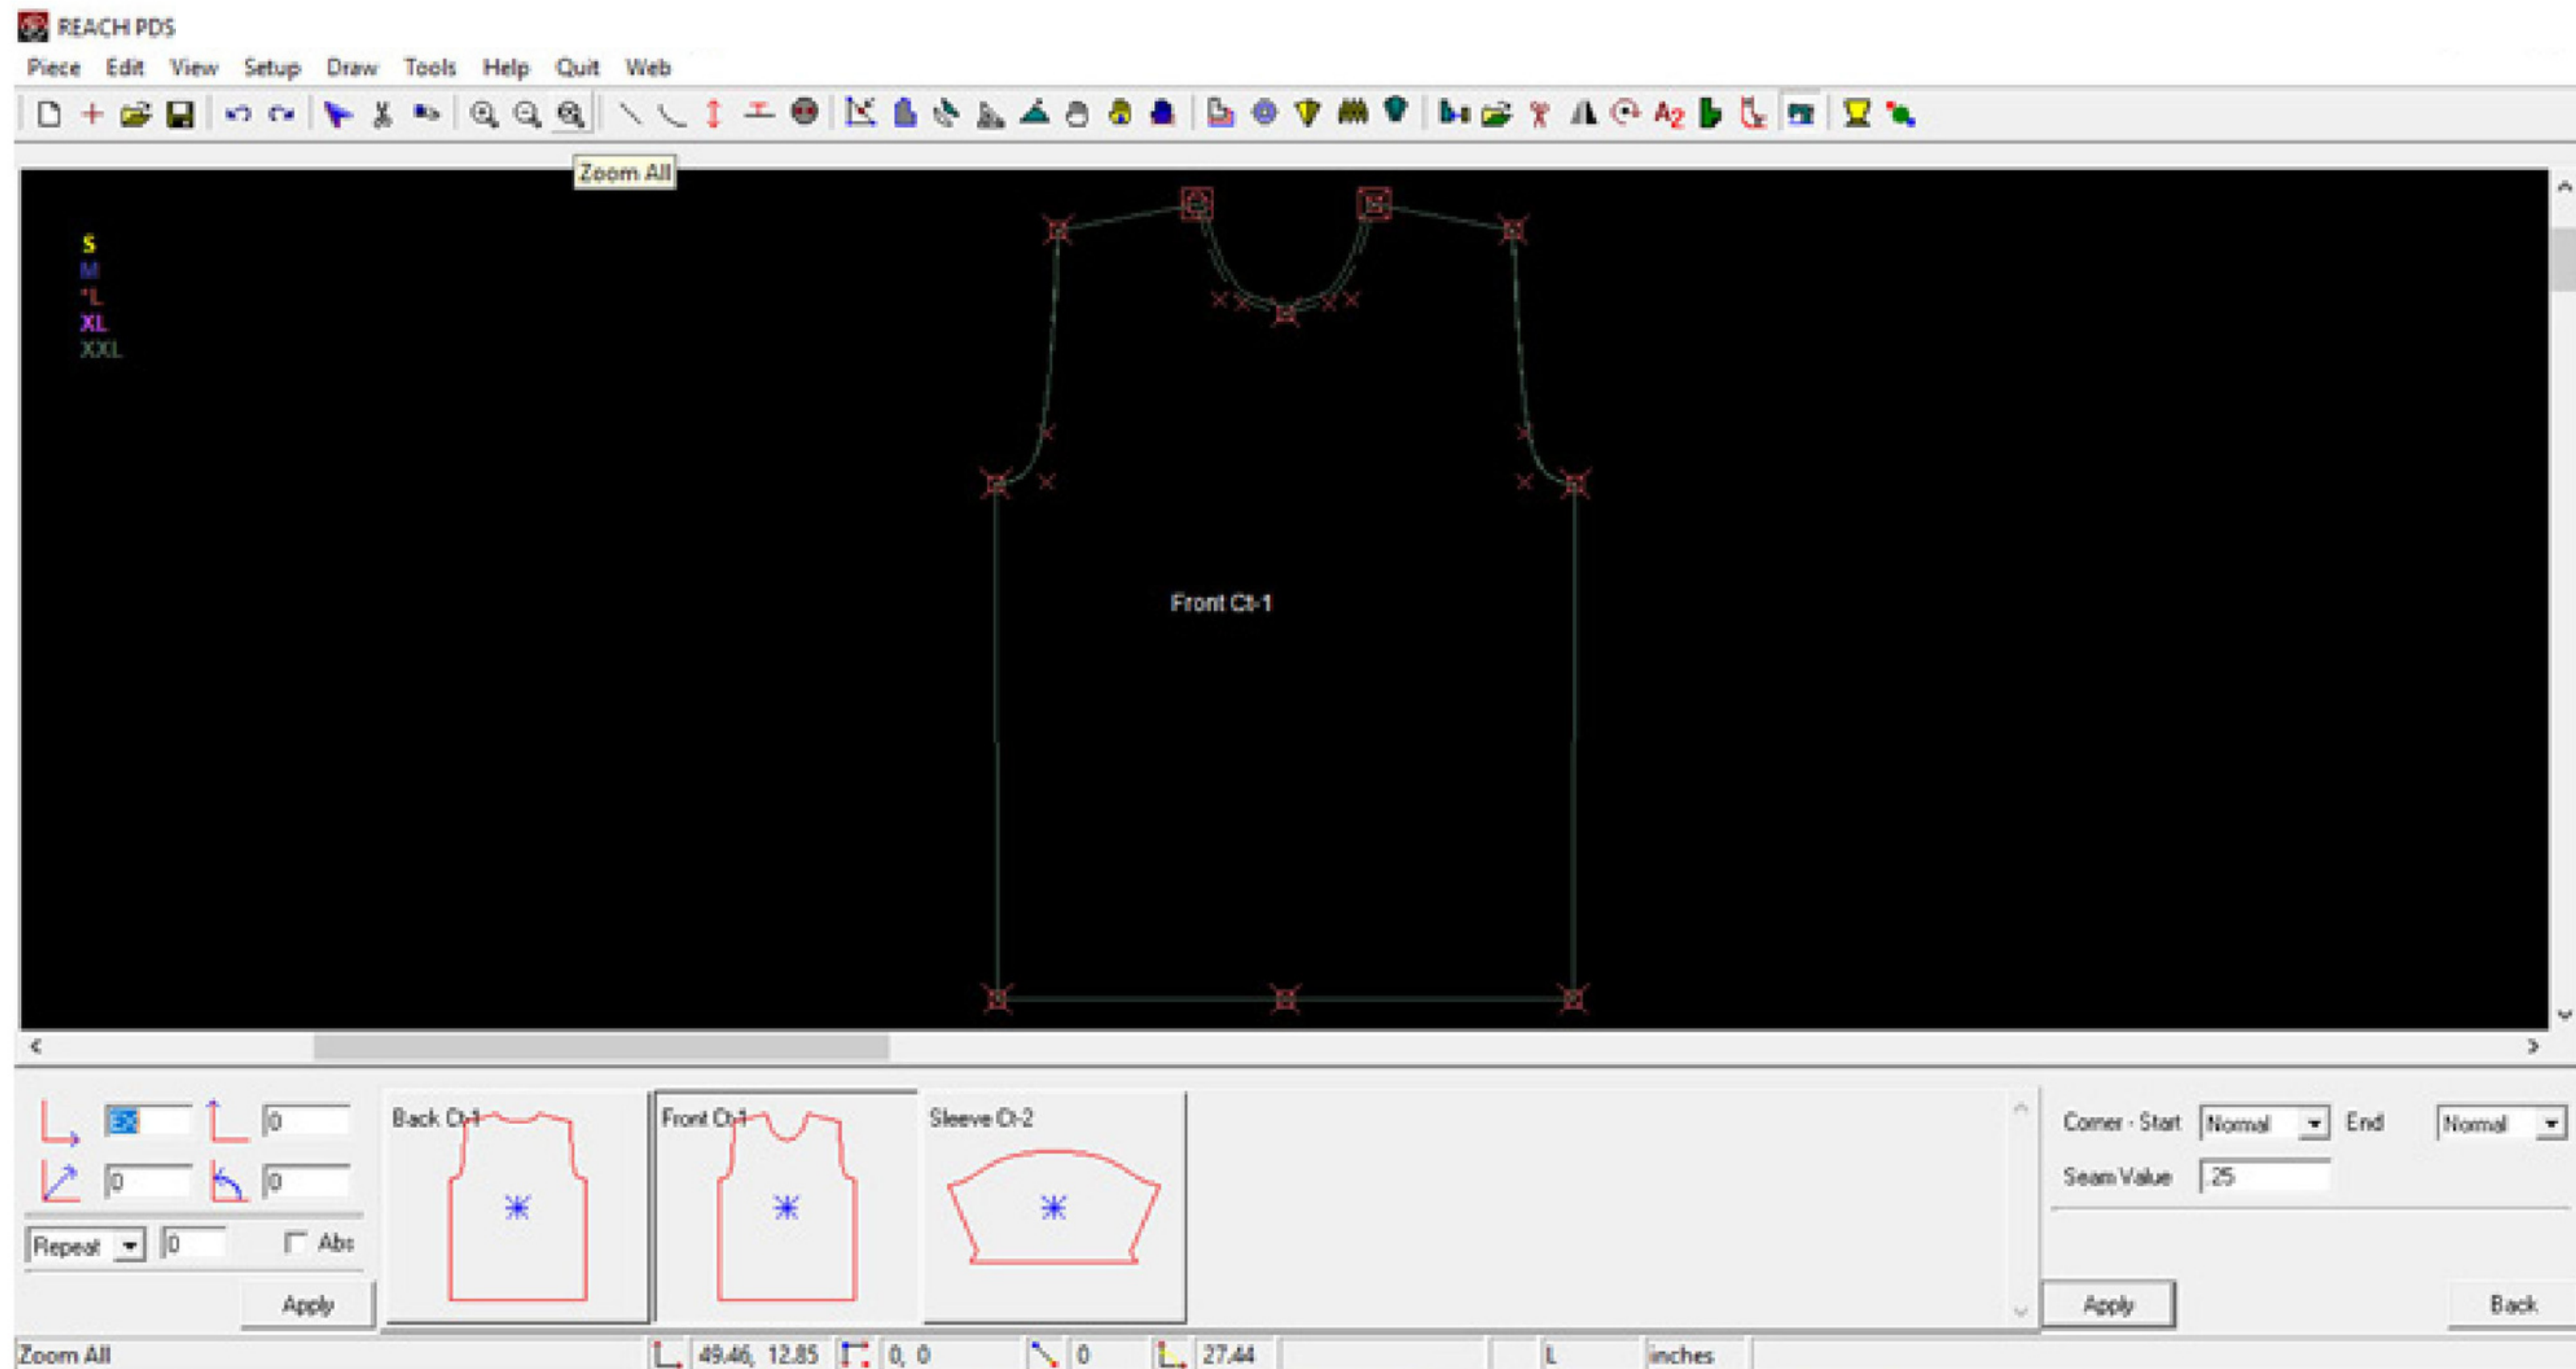 REACH PDS
Piece Edit View Setup Draw Tools Help Quit Web
A2
Zoom All
S
M
*L
XL
XXL
Front Ct-1
0
Back Ct-1
Front Ct-1
Sleeve Ct-2
Corner - Start Normal End Normal
0 0
Seam Value .25
Repeat 0 Abs
Apply
Apply Back
Zoom All 49.46, 12.85 0, 0 0 27.44 L inches